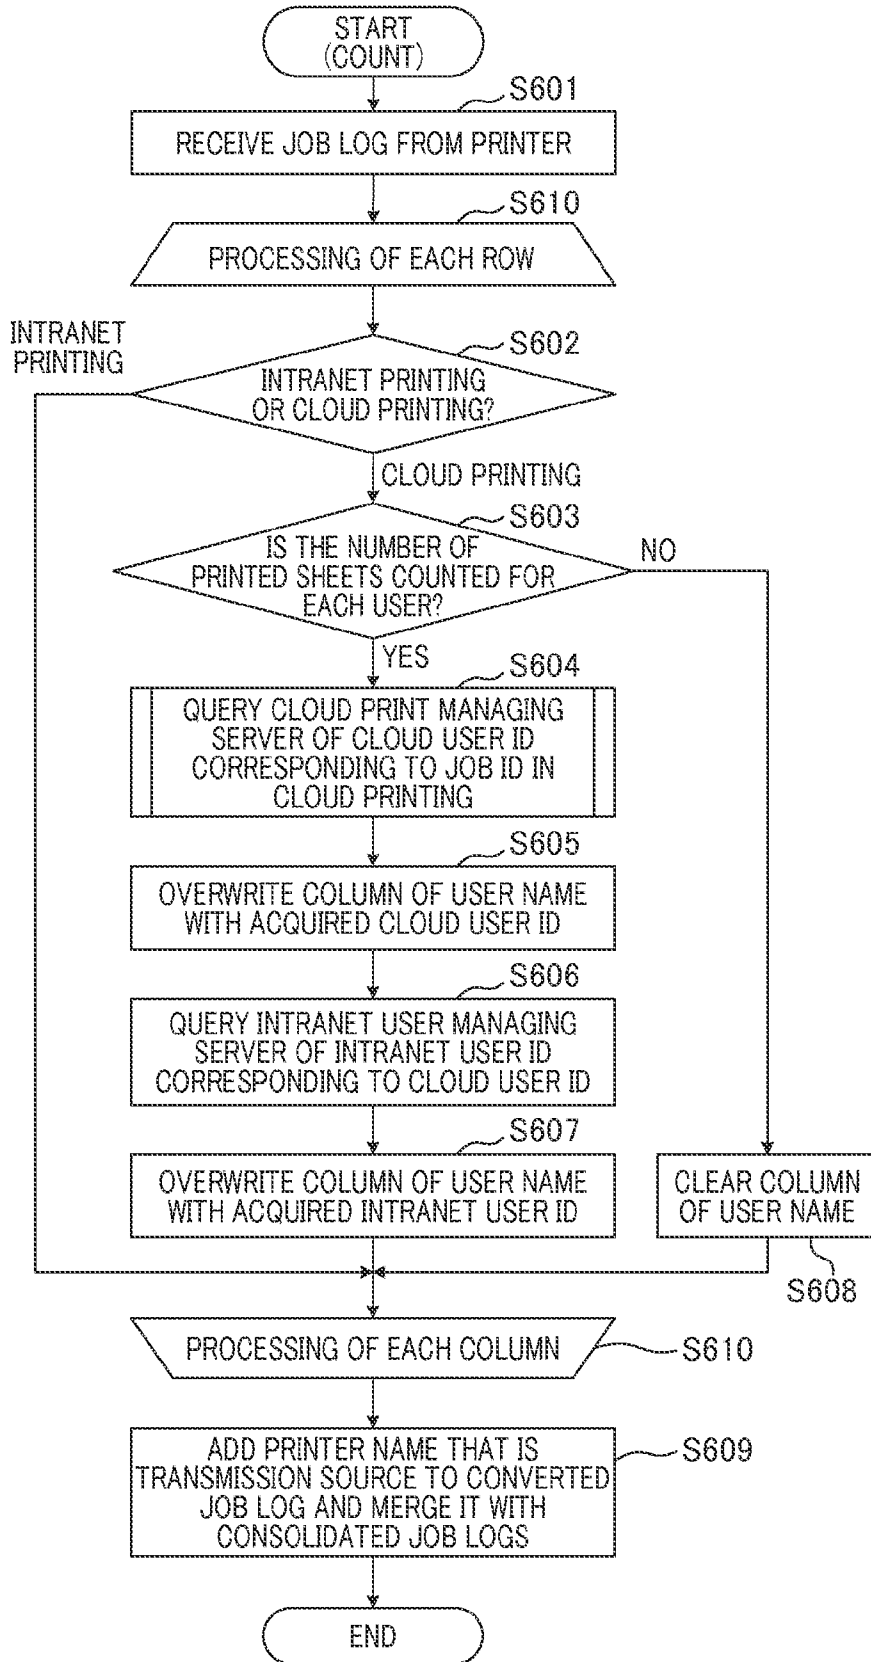 START
(COUNT)
S601
RECEIVE JOB LOG FROM PRINTER
S610
PROCESSING OF EACH ROW
INTRANET
PRINTING
S602
INTRANET PRINTING
OR CLOUD PRINTING?
CLOUD PRINTING
S603
IS THE NUMBER OF
PRINTED SHEETS COUNTED FOR
EACH USER?
NO
YES
S604
QUERY CLOUD PRINT MANAGING
SERVER OF CLOUD USER ID
CORRESPONDING TO JOB ID IN
CLOUD PRINTING
S605
OVERWRITE COLUMN OF USER NAME
WITH ACQUIRED CLOUD USER ID
S606
QUERY INTRANET USER MANAGING
SERVER OF INTRANET USER ID
CORRESPONDING TO CLOUD USER ID
S607
OVERWRITE COLUMN OF USER NAME
WITH ACQUIRED INTRANET USER ID
CLEAR COLUMN
OF USER NAME
S608
PROCESSING OF EACH COLUMN
S610
ADD PRINTER NAME THAT IS
TRANSMISSION SOURCE TO CONVERTED
JOB LOG AND MERGE IT WITH
CONSOLIDATED JOB LOGS
S609
END